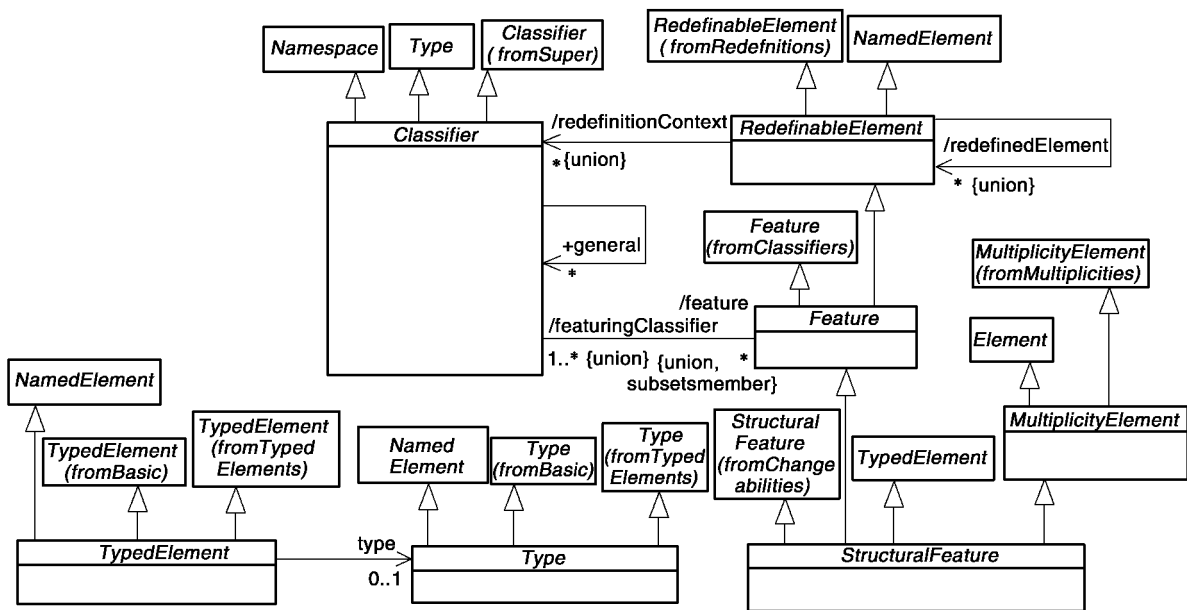 Namespace
Type
Classifier
(fromSuper)
RedefinableElement
(fromRedefnitions)
NamedElement
Classifier
/redefinitionContext
* {union}
RedefinableElement
/redefinedElement
* {union}
+general
*
Feature
(fromClassifiers)
MultiplicityElement
(fromMultiplicities)
/feature
/featuringClassifier
1..* {union}
{union,
subsetsmember}
*
Feature
Element
MultiplicityElement
NamedElement
TypedElement
(fromBasic)
TypedElement
(fromTyped
Elements)
Named
Element
Type
(fromBasic)
Type
(fromTyped
Elements)
Structural
Feature
(fromChange
abilities)
TypedElement
TypedElement
type
0..1
Type
StructuralFeature